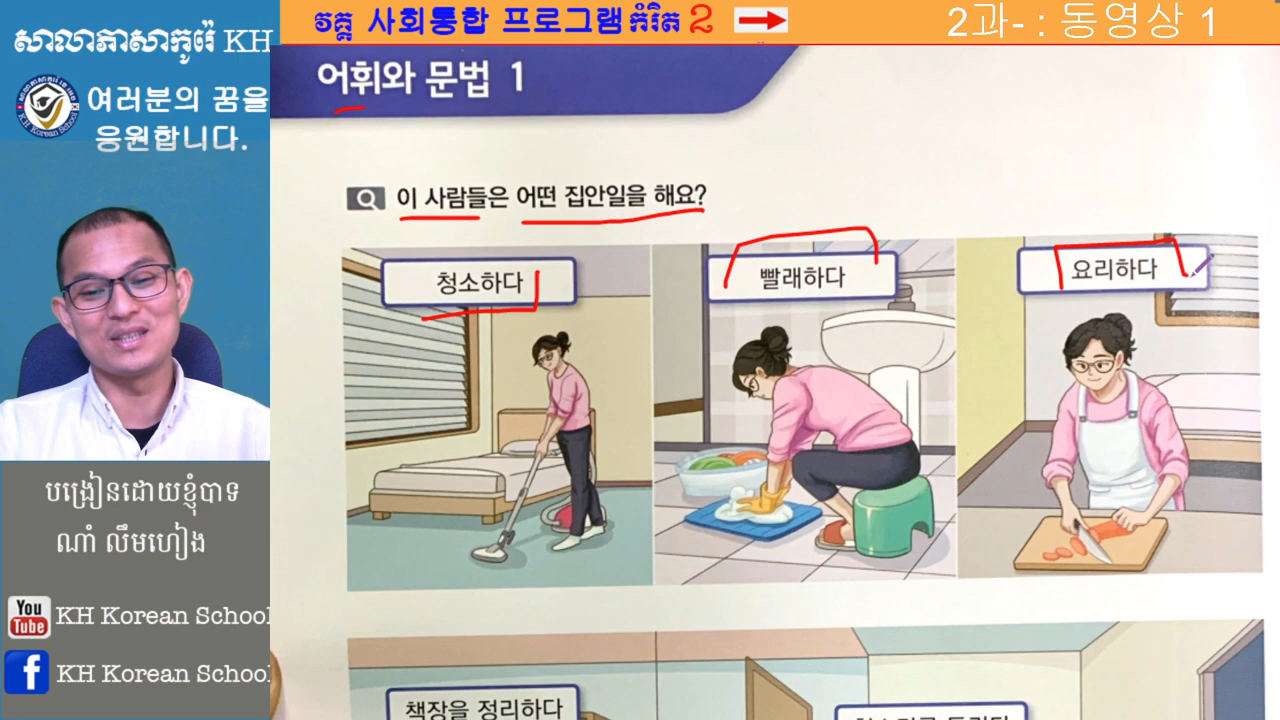 សាលាភាសាកូរ៉េ KH
여러분의 꿈을
응원합니다.
វគ្គ 사회통합 프로그램 កំរិត 2
2과- : 동영상 1
어휘와 문법 1
이 사람들은 어떤 집안일을 해요?
청소하다
빨래하다
요리하다
책장을 정리하다
បង្រៀនដោយខ្ញុំបាទ
ណាំ លឹមហៀង
You Tube KH Korean School
f KH Korean School